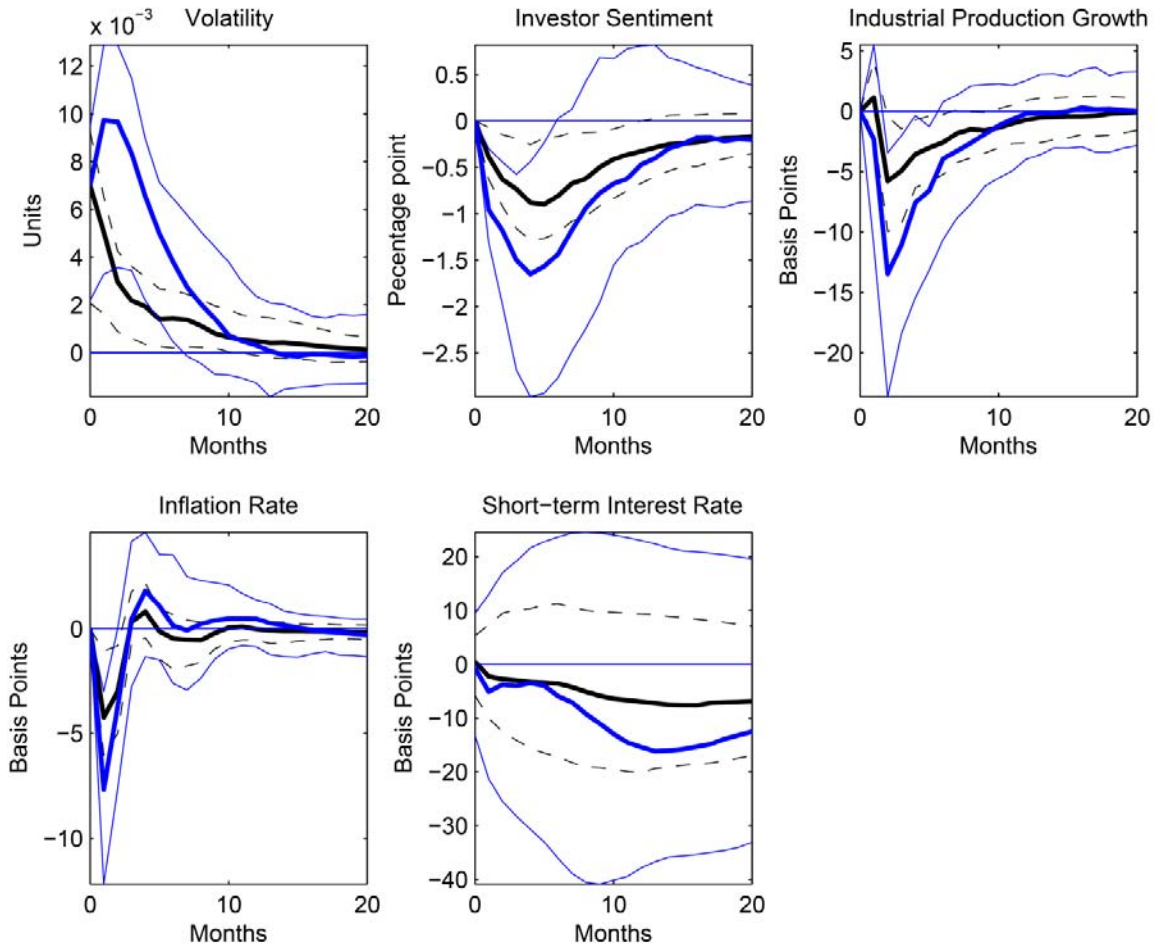 Volatility
x 10⁻³
12
10
8
6
4
2
0
Units
0 10 20
Months
Investor Sentiment
0.5
0
−0.5
−1
−1.5
−2
−2.5
Pecentage point
0 10 20
Months
Industrial Production Growth
5
0
−5
−10
−15
−20
Basis Points
0 10 20
Months
Inflation Rate
0
−5
−10
Basis Points
0 10 20
Months
Short−term Interest Rate
20
10
0
−10
−20
−30
−40
Basis Points
0 10 20
Months